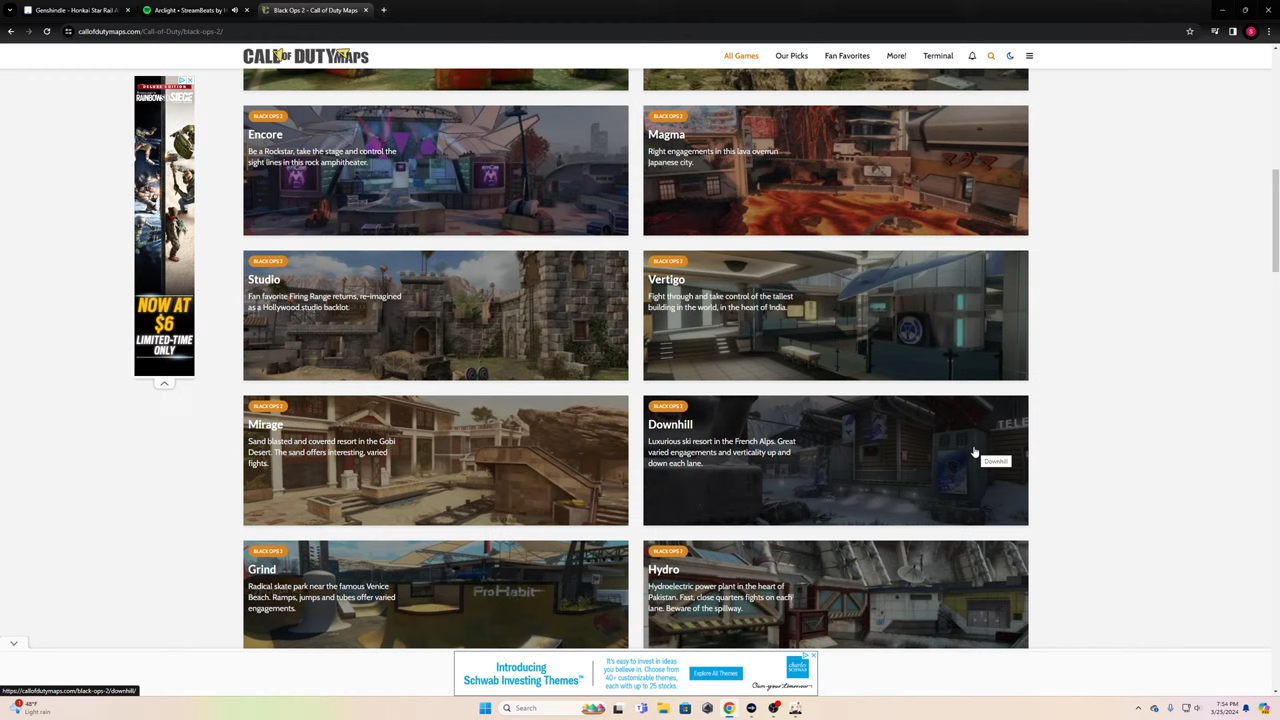 Genshindle - Honkai Star Rail A
Arclight • StreamBeats by H
Black Ops 2 - Call of Duty Maps
callofdutymaps.com/Call-of-Duty/black-ops-2/
CALL OF DUTY MAPS
All Games
Our Picks
Fan Favorites
More!
Terminal
DELUXE EDITION
RAINBOW SIX
SIEGE
NOW AT
$6
LIMITED-TIME
ONLY
BLACK OPS 2
Encore
Be a Rockstar, take the stage and control the
sight lines in this rock amphitheater.
BLACK OPS 2
Magma
Right engagements in this lava overrun
Japanese city.
BLACK OPS 2
Studio
Fan favorite Firing Range returns, re-imagined
as a Hollywood studio backlot.
BLACK OPS 2
Vertigo
Fight through and take control of the tallest
building in the world, in the heart of India.
BLACK OPS 2
Mirage
Sand blasted and covered resort in the Gobi
Desert. The sand offers interesting, varied
fights.
BLACK OPS 2
Downhill
Luxurious ski resort in the French Alps. Great
varied engagements and verticality up and
down each lane.
TELE
Downhill
BLACK OPS 2
Grind
Radical skate park near the famous Venice
Beach. Ramps, jumps and tubes offer varied
engagements.
ProHabit
BLACK OPS 2
Hydro
Hydroelectric power plant in the heart of
Pakistan. Fast, close quarters fights on each
lane. Beware of the spillway.
Introducing
Schwab Investing Themes™
It's easy to invest in ideas
you believe in. Choose from
40+ customizable themes,
each with up to 25 stocks.
Explore All Themes
charles
SCHWAB
Own your tomorrow
https://callofdutymaps.com/black-ops-2/downhill/
48°F
Light rain
Search
7:54 PM
3/25/2024